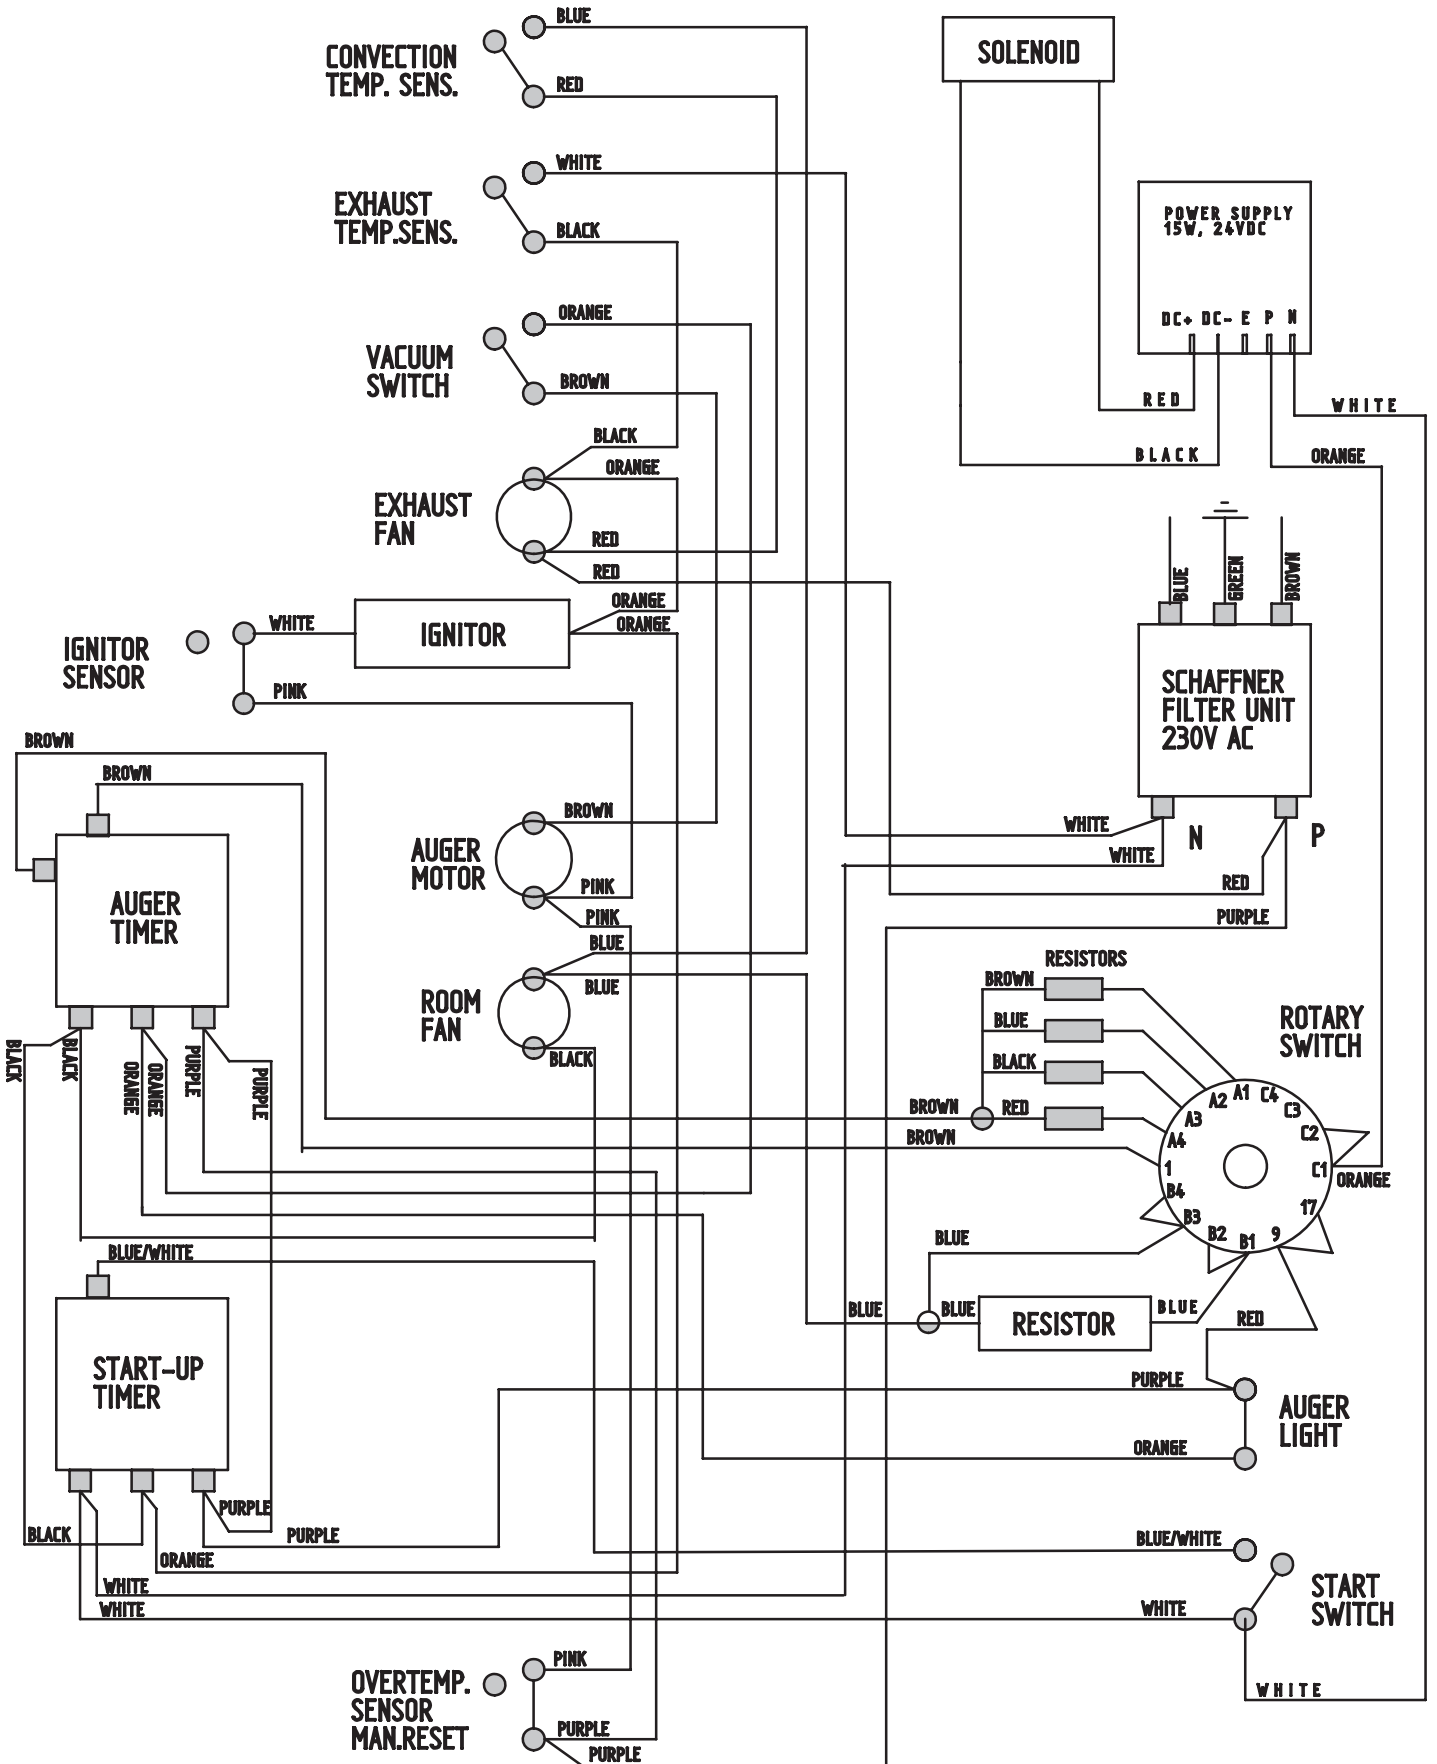 BLUE
CONVECTION
TEMP. SENS.
RED
SOLENOID
WHITE
EXHAUST
TEMP.SENS.
BLACK
POWER SUPPLY
15W, 24VDC
DC+ DC- E P N
ORANGE
VACUUM
SWITCH
BROWN
RED
WHITE
BLACK
ORANGE
BLACK
ORANGE
EXHAUST
FAN
RED
RED
BLUE
GREEN
BROWN
ORANGE
ORANGE
WHITE
IGNITOR
IGNITOR
SENSOR
PINK
SCHAFFNER
FILTER UNIT
230V AC
BROWN
BROWN
BROWN
AUGER
MOTOR
PINK
PINK
WHITE
WHITE
N
P
RED
PURPLE
AUGER
TIMER
BLUE
BLUE
ROOM
FAN
BLACK
RESISTORS
BROWN
BLUE
BLACK
BROWN
RED
BROWN
ROTARY
SWITCH
A1
C4
A2
C3
A3
C2
A4
1
C1
ORANGE
B4
17
B3
B2
B1
9
BLACK
BLACK
ORANGE
ORANGE
PURPLE
PURPLE
BLUE/WHITE
BLUE
BLUE
BLUE
RESISTOR
BLUE
RED
START-UP
TIMER
PURPLE
AUGER
LIGHT
ORANGE
PURPLE
BLACK
PURPLE
ORANGE
WHITE
WHITE
BLUE/WHITE
START
SWITCH
WHITE
WHITE
OVERTEMP.
SENSOR
MAN.RESET
PINK
PURPLE
PURPLE